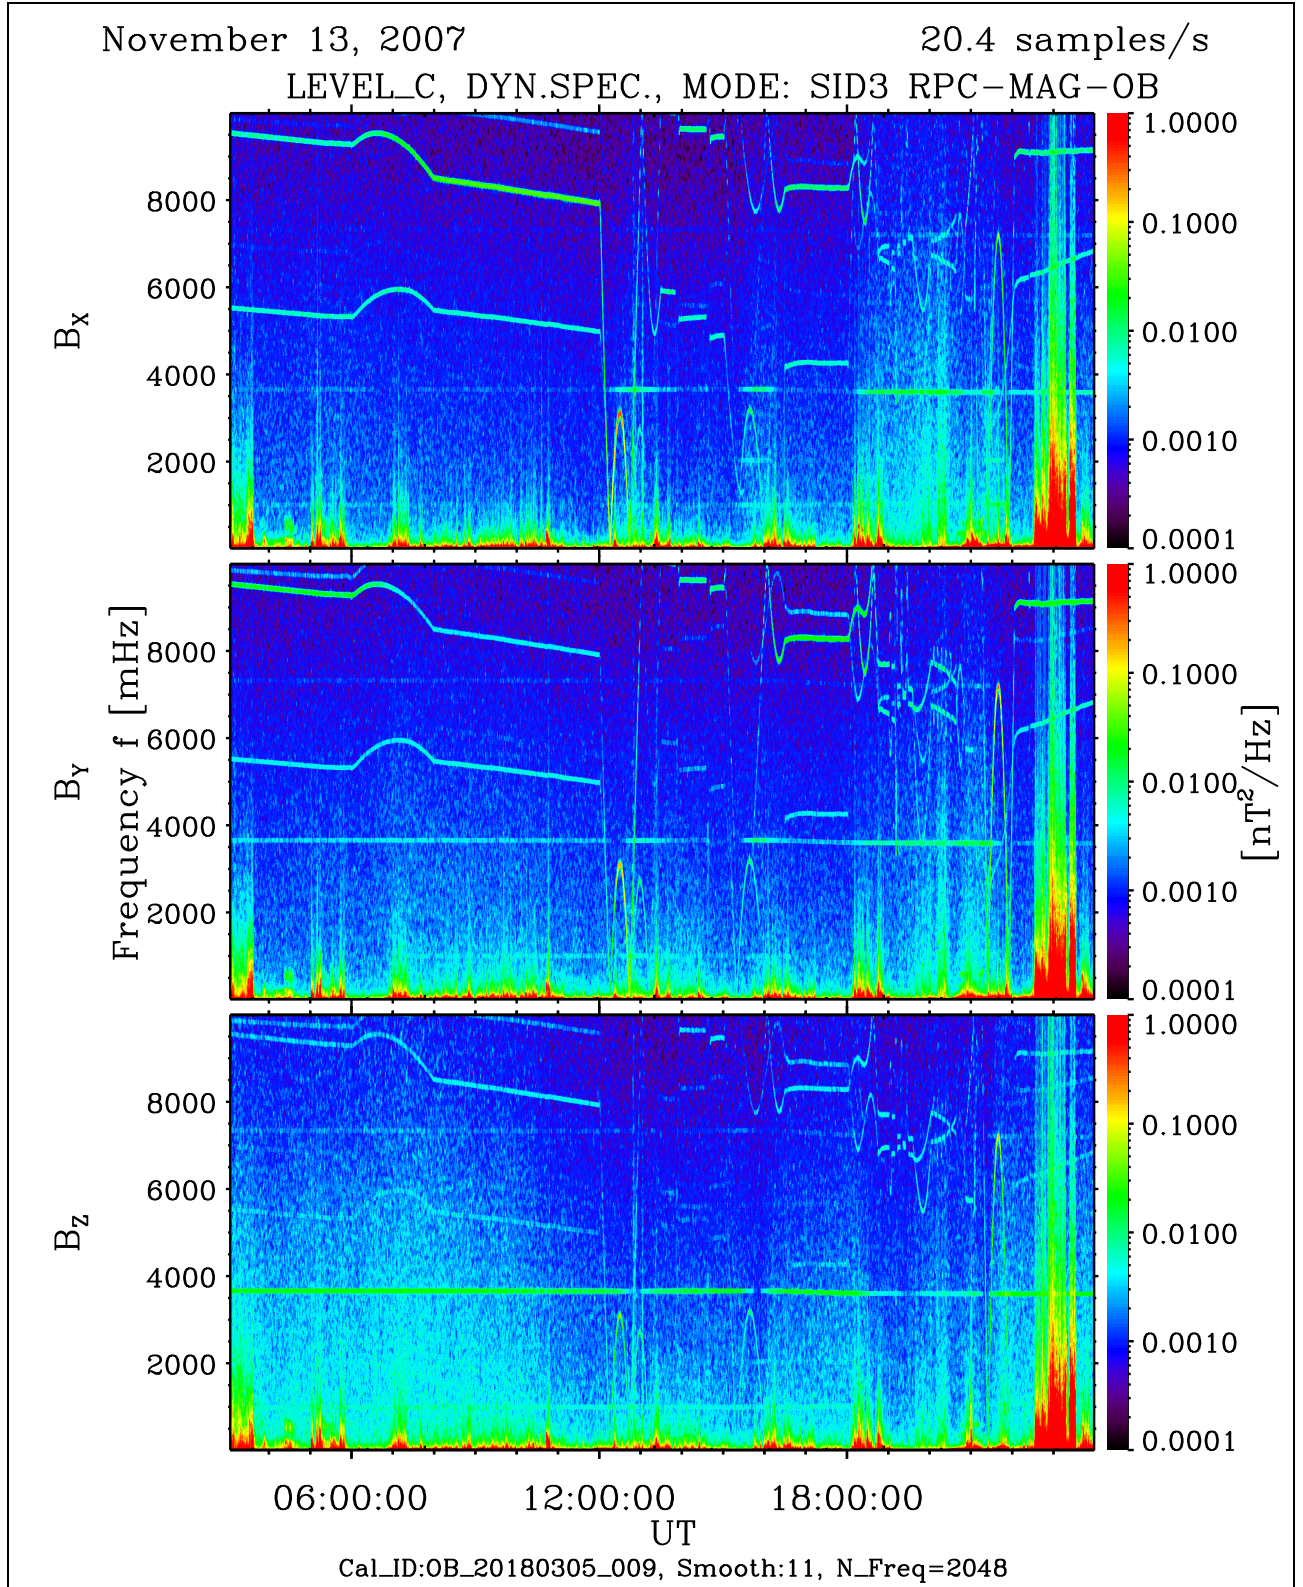 November 13, 2007 20.4 samples/s
LEVEL_C, DYN.SPEC., MODE: SID3 RPC-MAG-OB
BX
8000
6000
4000
2000
1.0000
0.1000
0.0100
0.0010
0.0001
BY
Frequency f [mHz]
8000
6000
4000
2000
1.0000
0.1000
0.0100
0.0010
0.0001
[nT2/Hz]
BZ
8000
6000
4000
2000
1.0000
0.1000
0.0100
0.0010
0.0001
06:00:00 12:00:00 18:00:00
UT
Cal_ID:OB_20180305_009, Smooth:11, N_Freq=2048